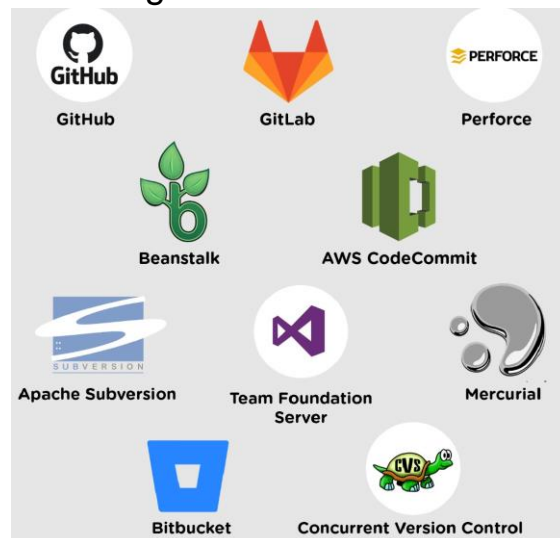 GitHub
PERFORCE
GitHub
GitLab
Perforce
Beanstalk
AWS CodeCommit
SUBVERSION
CVS
Apache Subversion
Team Foundation
Server
Mercurial
Bitbucket
Concurrent Version Control